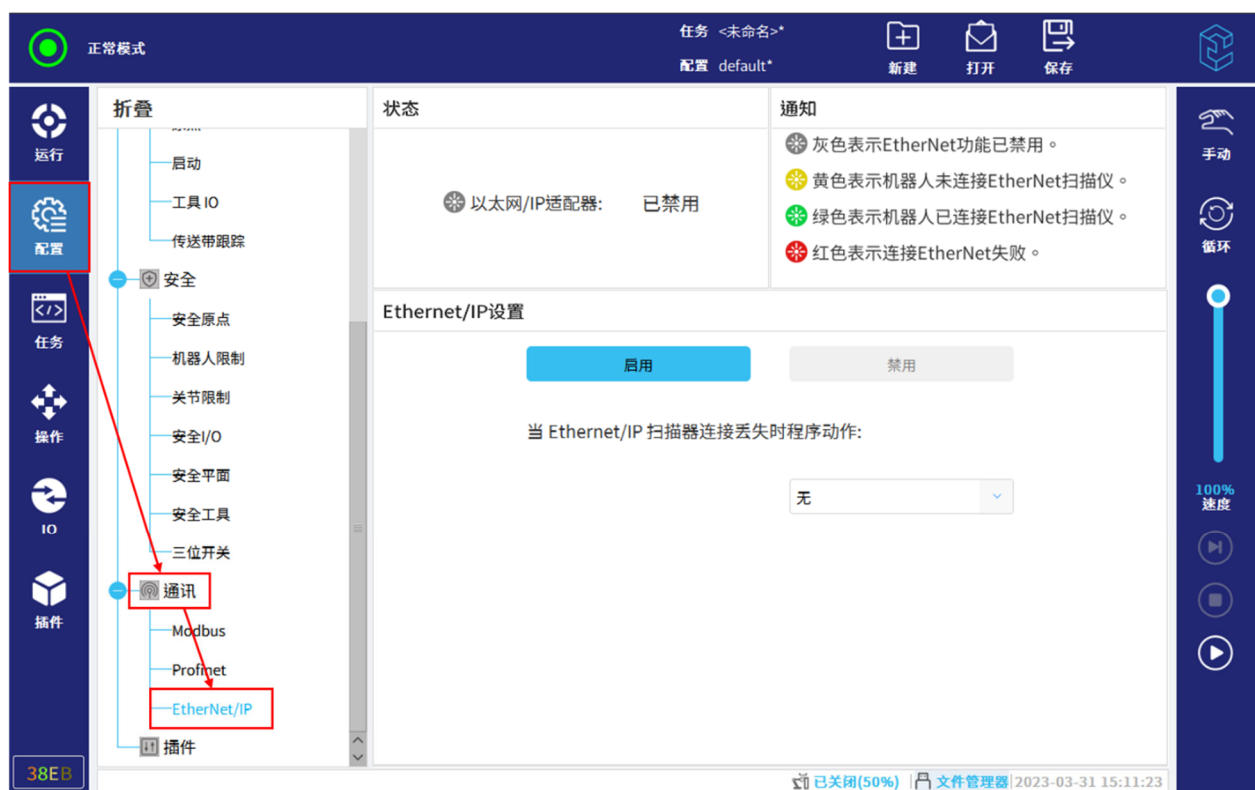 正常模式
任务 <未命名>*
配置 default*
新建
打开
保存
运行
配置
任务
操作
IO
插件
38EB
折叠
启动
工具 IO
传送带跟踪
安全
安全原点
机器人限制
关节限制
安全I/O
安全平面
安全工具
三位开关
通讯
Modbus
Profinet
EtherNet/IP
插件
状态
以太网/IP适配器: 已禁用
通知
灰色表示EtherNet功能已禁用。
黄色表示机器人未连接EtherNet扫描仪。
绿色表示机器人已连接EtherNet扫描仪。
红色表示连接EtherNet失败。
Ethernet/IP设置
启用
禁用
当 Ethernet/IP 扫描器连接丢失时程序动作:
无
手动
循环
100%
速度
已关闭(50%)
文件管理器
2023-03-31 15:11:23